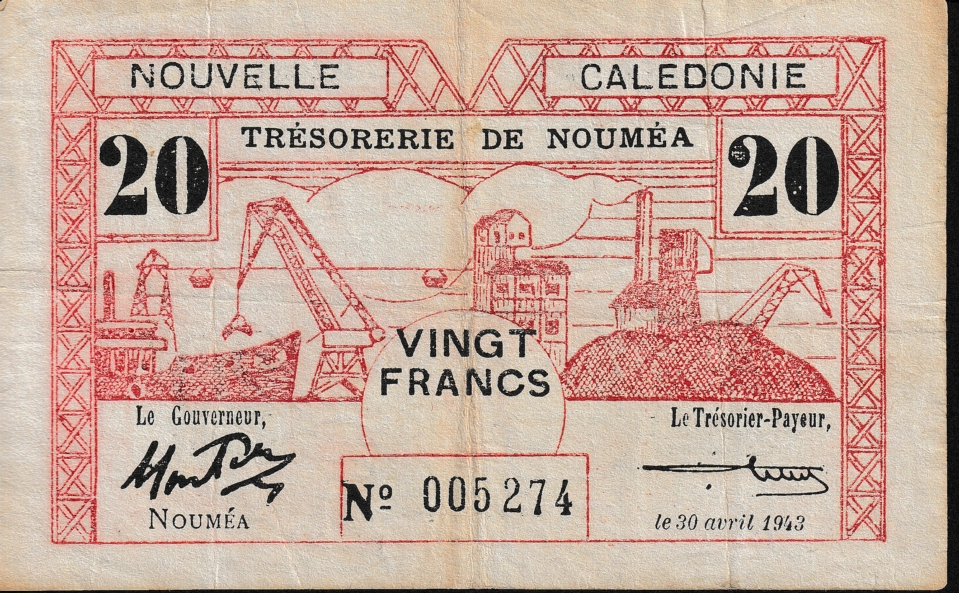 NOUVELLE CALEDONIE
TRÉSORERIE DE NOUMÉA
20 20
VINGT
FRANCS
Le Gouverneur, Le Trésorier-Payeur,
NOUMÉA
Nº 005274
le 30 avril 1943